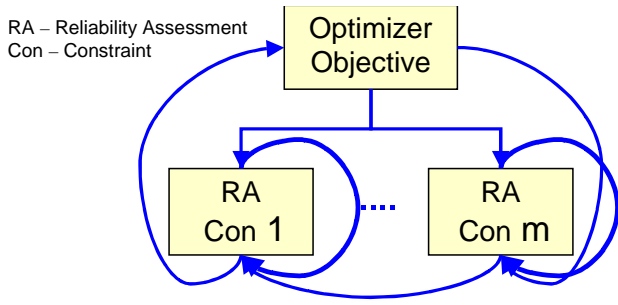 RA – Reliability Assessment
Con – Constraint
Optimizer
Objective
RA
Con 1
RA
Con m